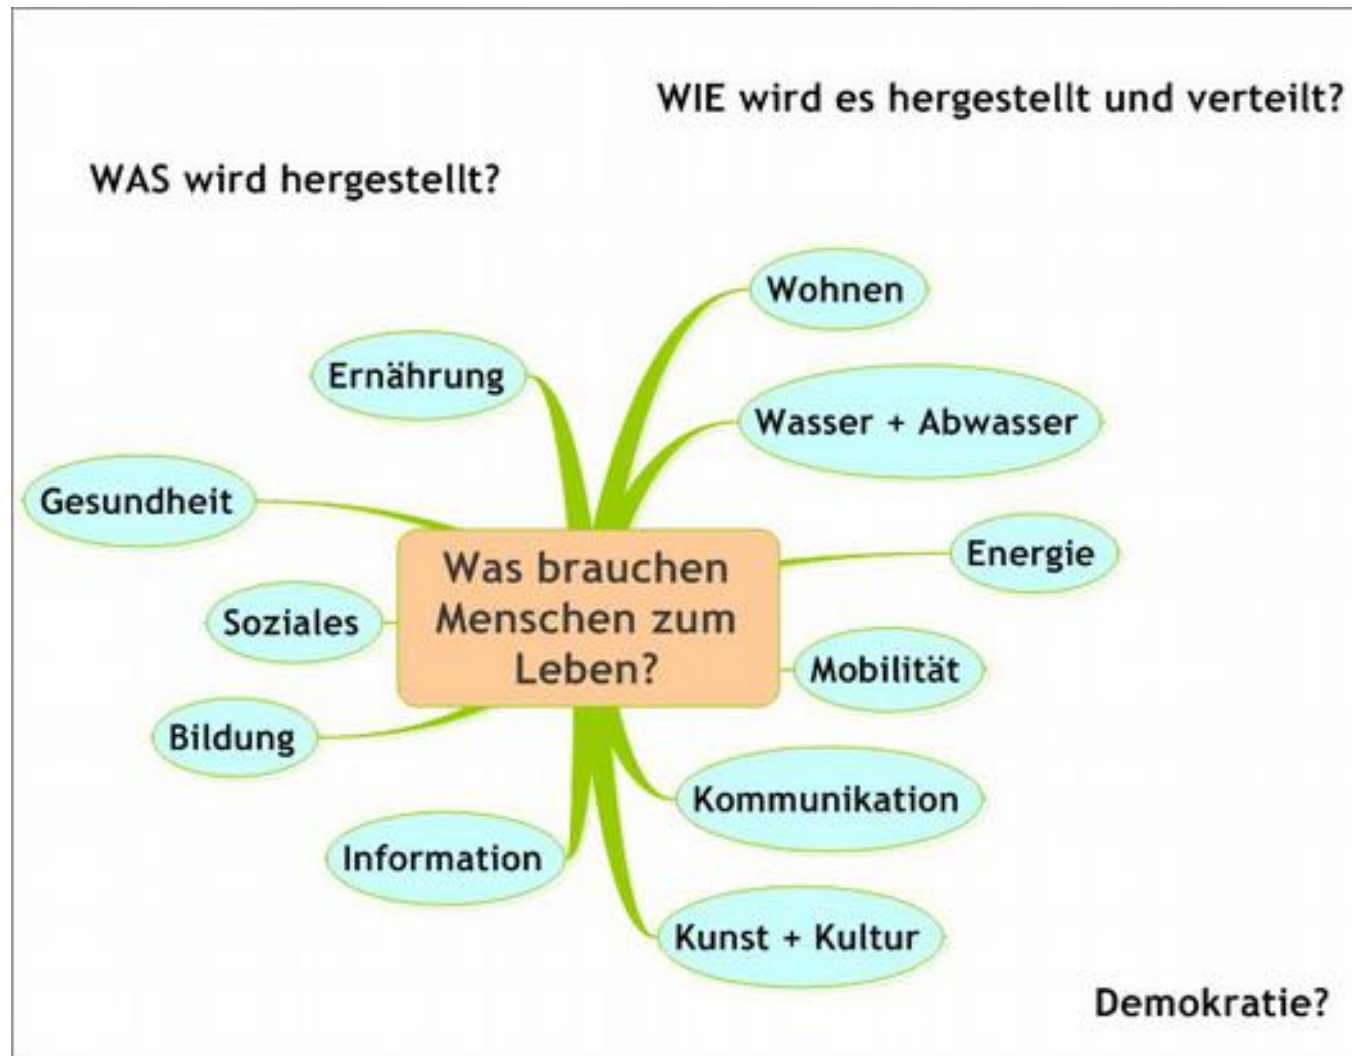 WIE wird es hergestellt und verteilt?
WAS wird hergestellt?
Wohnen
Ernährung
Wasser + Abwasser
Gesundheit
Energie
Was brauchen
Menschen zum
Leben?
Soziales
Mobilität
Bildung
Kommunikation
Information
Kunst + Kultur
Demokratie?